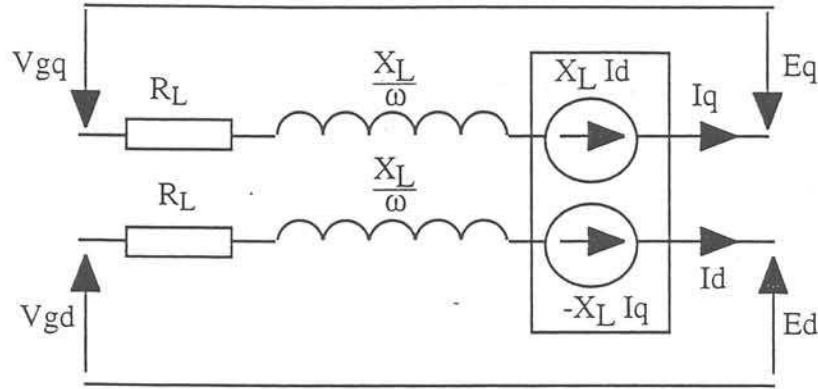 Vgq
R_L
X_L
ω
X_L Id
Iq
Eq
R_L
X_L
ω
Vgd
-X_L Iq
Id
Ed